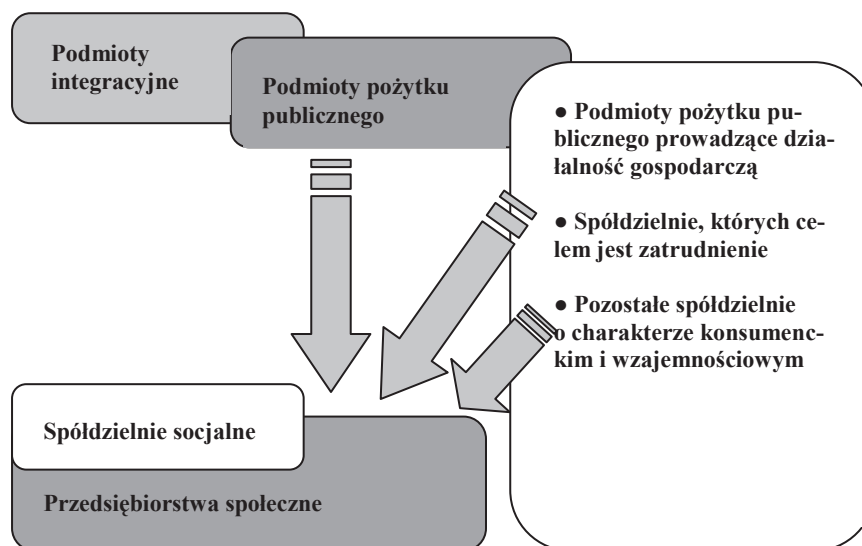 Podmioty
integracyjne
Podmioty pożytku
publicznego
● Podmioty pożytku pu-
blicznego prowadzące dzia-
łalność gospodarczą
● Spółdzielnie, których ce-
lem jest zatrudnienie
● Pozostałe spółdzielnie
o charakterze konsumenc-
kim i wzajemnościowym
Spółdzielnie socjalne
Przedsiębiorstwa społeczne